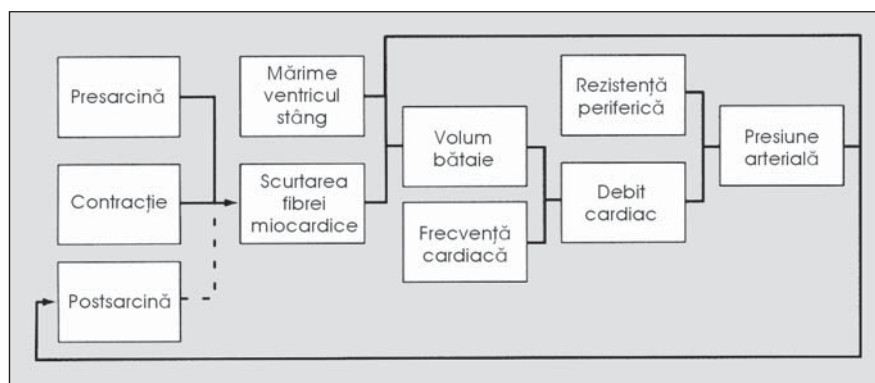 Presarcină
Contracție
Postsarcină
Mărime
ventricul
stâng
Scurtarea
fibrei
miocardice
Volum
bătaie
Frecvență
cardiacă
Rezistență
periferică
Debit
cardiac
Presiune
arterială